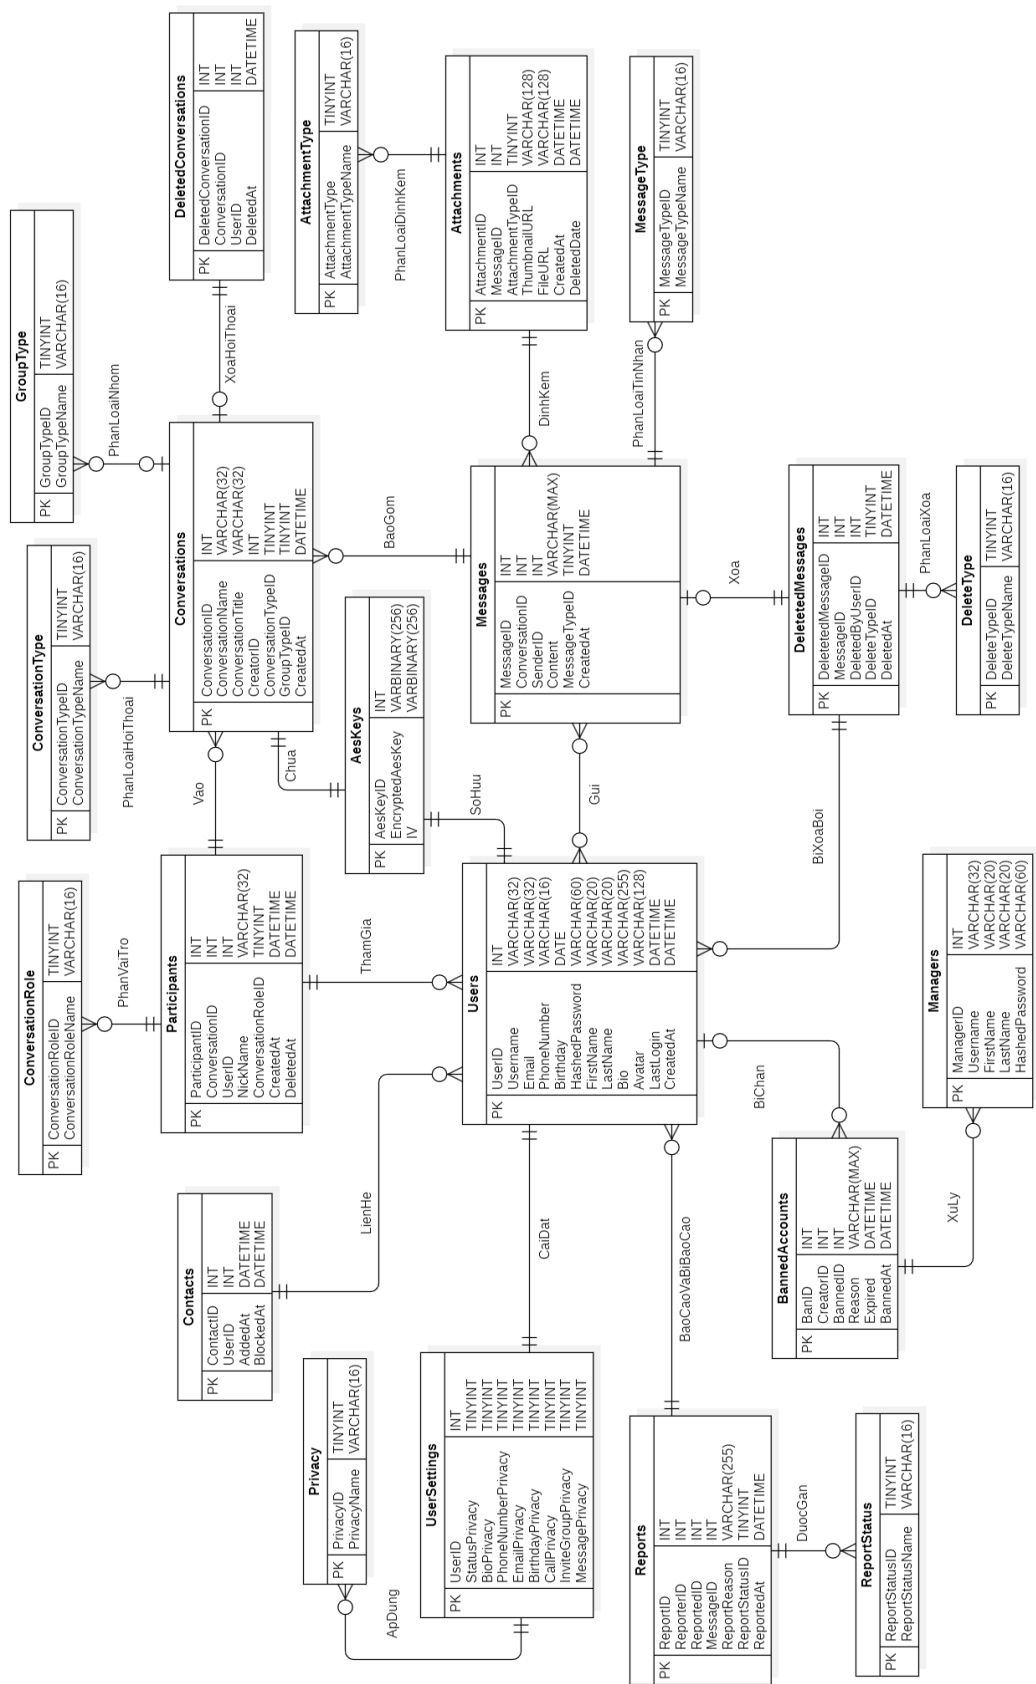 ConversationRole
PK ConversationRoleID TINYINT
ConversationRoleName VARCHAR(16)
ConversationType
PK ConversationTypeID TINYINT
ConversationTypeName VARCHAR(16)
GroupType
PK GroupTypeID TINYINT
GroupTypeName VARCHAR(16)
PhanVaiTro
PhanLoaiHoiThoai
PhanLoaiNhom
Contacts
PK ContactID INT
UserID INT
AddedAt DATETIME
BlockedAt DATETIME
Participants
PK ParticipantID INT
ConversationID INT
UserID INT
NickName VARCHAR(32)
ConversationRoleID TINYINT
CreatedAt DATETIME
DeletedAt DATETIME
Vao
Conversations
PK ConversationID INT
ConversationName VARCHAR(32)
ConversationTitle VARCHAR(32)
CreatorID INT
ConversationTypeID TINYINT
GroupTypeID TINYINT
CreatedAt DATETIME
XoaHoiThoai
DeletedConversations
PK DeletedConversationID INT
ConversationID INT
UserID INT
DeletedAt DATETIME
Privacy
PK PrivacyID TINYINT
PrivacyName VARCHAR(16)
LienHe
ThamGia
Chua
AesKeys
PK AesKeyID INT
EncryptedAesKey VARBINARY(256)
IV VARBINARY(256)
BaoGom
AttachmentType
PK AttachmentType TINYINT
AttachmentTypeName VARCHAR(16)
PhanLoaiDinhKem
ApDung
UserSettings
PK UserID INT
StatusPrivacy TINYINT
BioPrivacy TINYINT
PhoneNumberPrivacy TINYINT
EmailPrivacy TINYINT
BirthdayPrivacy TINYINT
CallPrivacy TINYINT
InviteGroupPrivacy TINYINT
MessagePrivacy TINYINT
CaiDat
Users
PK UserID INT
Username VARCHAR(32)
Email VARCHAR(32)
PhoneNumber VARCHAR(16)
Birthday DATE
HashedPassword VARCHAR(60)
FirstName VARCHAR(20)
LastName VARCHAR(20)
Bio VARCHAR(255)
Avatar VARCHAR(128)
LastLogin DATETIME
CreatedAt DATETIME
SoHuu
Gui
Messages
PK MessageID INT
ConversationID INT
SenderID INT
Content VARCHAR(MAX)
MessageTypeID TINYINT
CreatedAt DATETIME
DinhKem
Attachments
PK AttachmentID INT
MessageID INT
AttachmentTypeID TINYINT
ThumbnailURL VARCHAR(128)
FileURL VARCHAR(128)
CreatedAt DATETIME
DeletedDate DATETIME
PhanLoaiTinNhan
MessageType
PK MessageTypeID TINYINT
MessageTypeName VARCHAR(16)
Reports
PK ReportID INT
ReporterID INT
ReportedID INT
MessageID INT
ReportReason VARCHAR(255)
ReportStatusID TINYINT
ReportedAt DATETIME
BaoCaoVaBiBaoCao
BiChan
BiXoaBoi
Xoa
DeletetedMessages
PK DeletetedMessageID INT
MessageID INT
DeletedByUserID INT
DeleteTypeID TINYINT
DeletedAt DATETIME
PhanLoaiXoa
DuocGan
BannedAccounts
PK BanID INT
CreatorID INT
BannedID INT
Reason VARCHAR(MAX)
Expired DATETIME
BannedAt DATETIME
XuLy
Managers
PK ManagerID INT
Username VARCHAR(32)
FirstName VARCHAR(20)
LastName VARCHAR(20)
HashedPassword VARCHAR(60)
DeleteType
PK DeleteTypeID TINYINT
DeleteTypeName VARCHAR(16)
ReportStatus
PK ReportStatusID TINYINT
ReportStatusName VARCHAR(16)